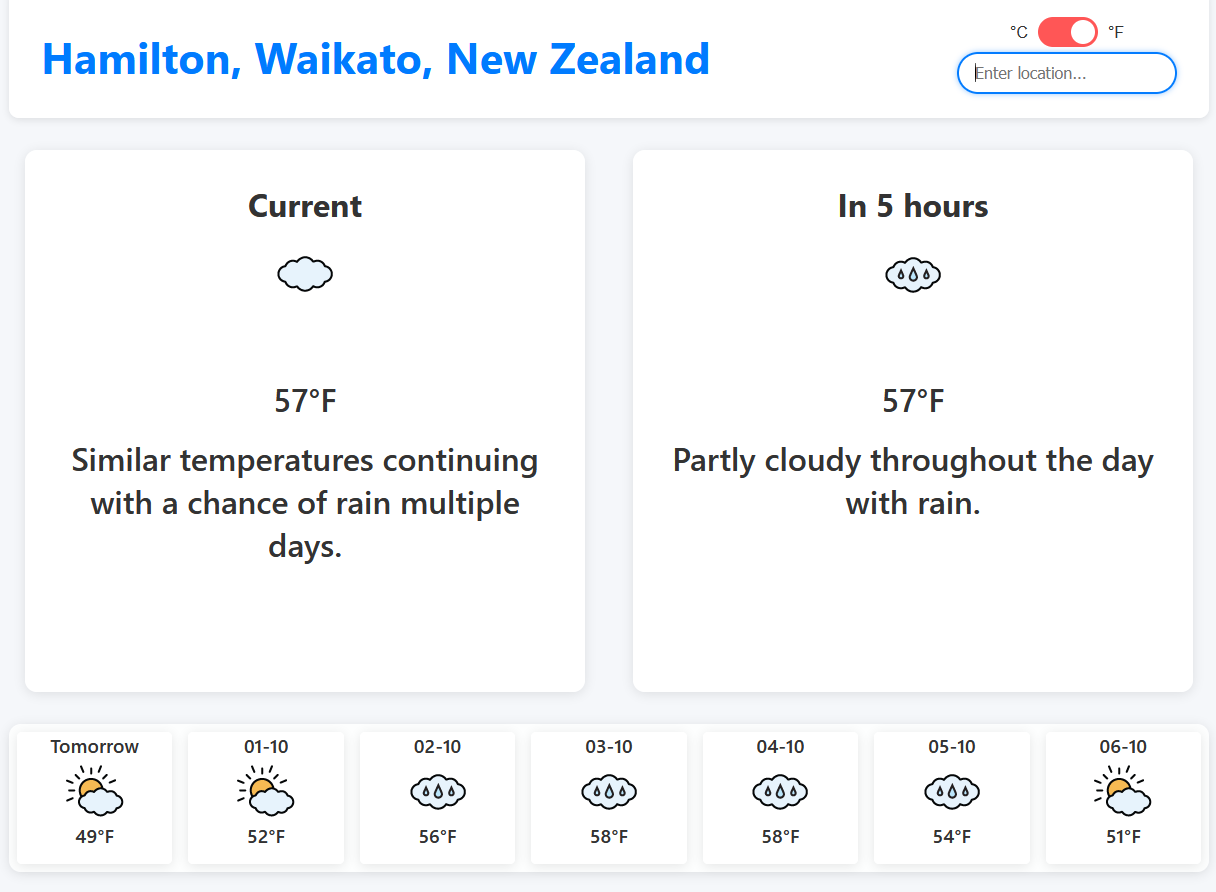 °C °F
Hamilton, Waikato, New Zealand
Enter location...
Current
57°F
Similar temperatures continuing
with a chance of rain multiple
days.
In 5 hours
57°F
Partly cloudy throughout the day
with rain.
Tomorrow
49°F
01-10
52°F
02-10
56°F
03-10
58°F
04-10
58°F
05-10
54°F
06-10
51°F